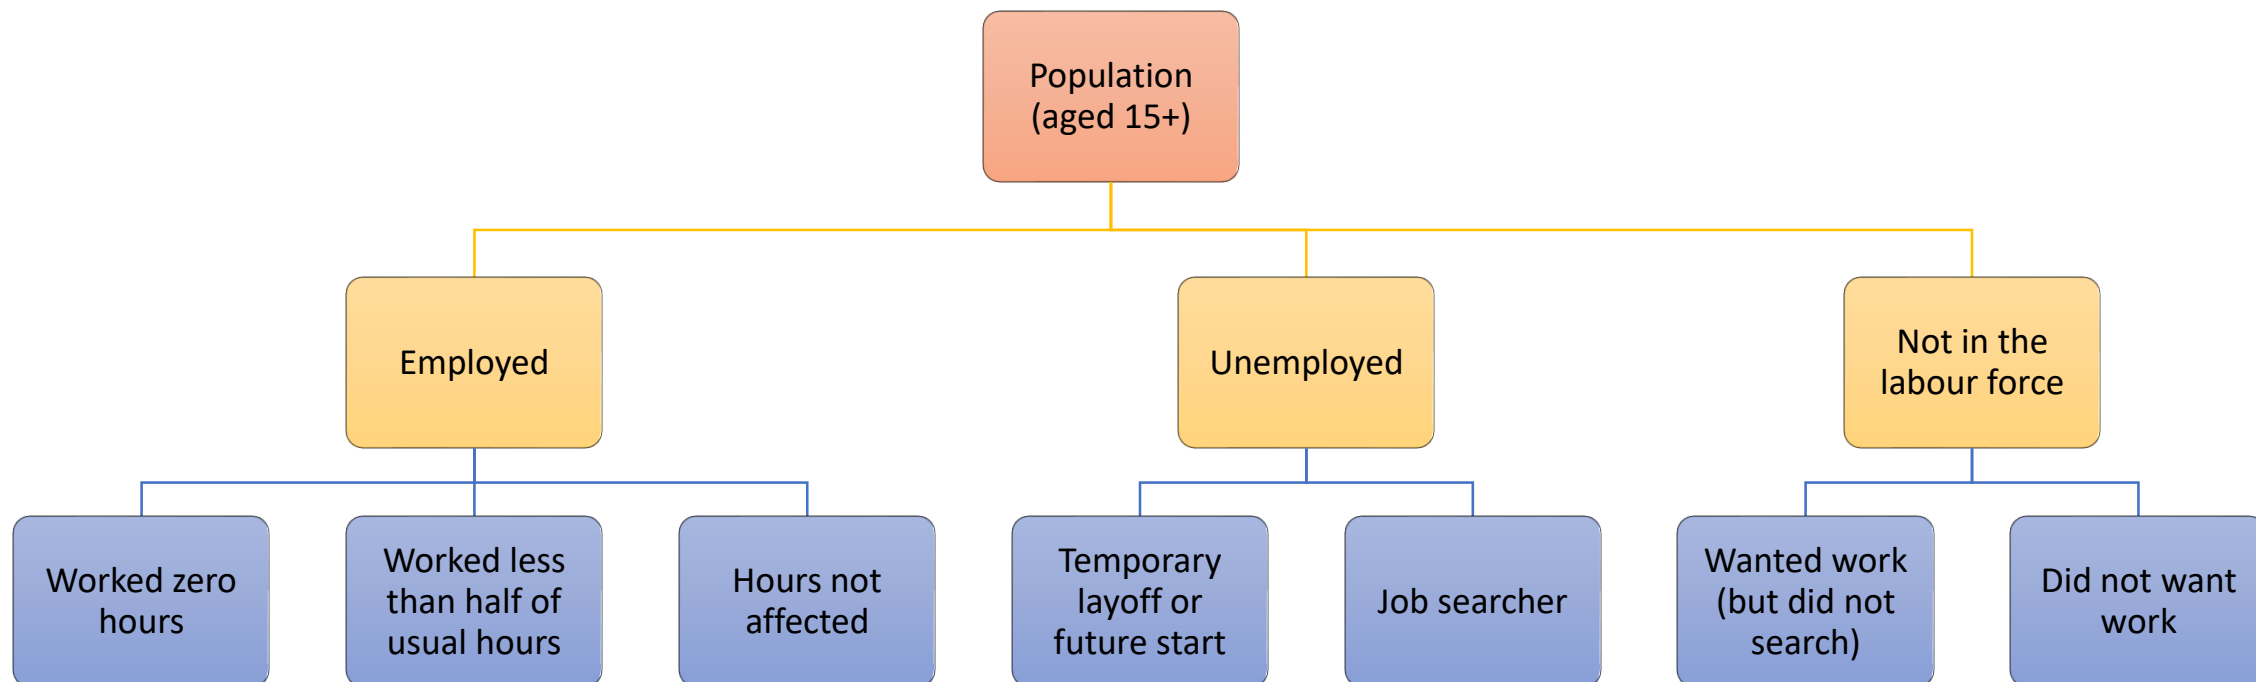 Population
(aged 15+)
Employed
Unemployed
Not in the
labour force
Worked zero
hours
Worked less
than half of
usual hours
Hours not
affected
Temporary
layoff or
future start
Job searcher
Wanted work
(but did not
search)
Did not want
work